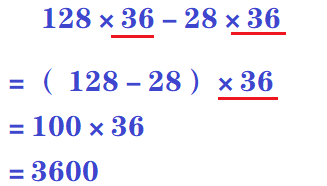 128 × 36 − 28 × 36
= ( 128 − 28 ) × 36
= 100 × 36
= 3600